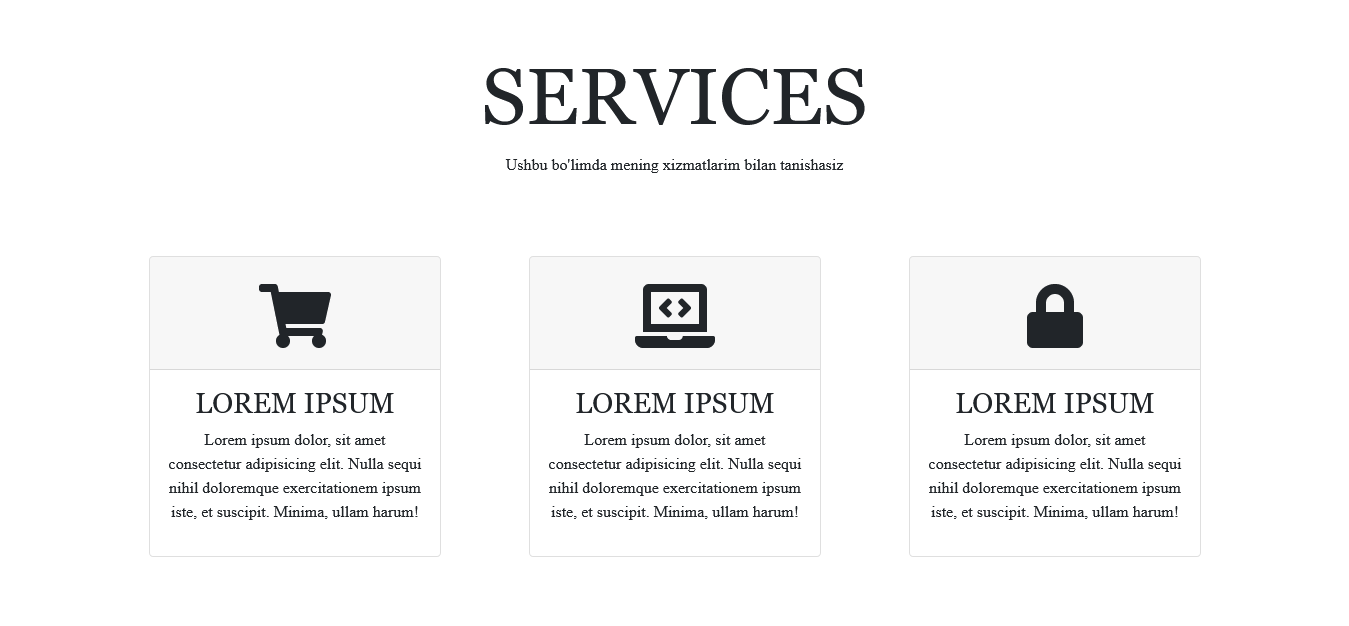 SERVICES
Ushbu bo'limda mening xizmatlarim bilan tanishasiz
LOREM IPSUM
Lorem ipsum dolor, sit amet
consectetur adipisicing elit. Nulla sequi
nihil doloremque exercitationem ipsum
iste, et suscipit. Minima, ullam harum!
LOREM IPSUM
Lorem ipsum dolor, sit amet
consectetur adipisicing elit. Nulla sequi
nihil doloremque exercitationem ipsum
iste, et suscipit. Minima, ullam harum!
LOREM IPSUM
Lorem ipsum dolor, sit amet
consectetur adipisicing elit. Nulla sequi
nihil doloremque exercitationem ipsum
iste, et suscipit. Minima, ullam harum!